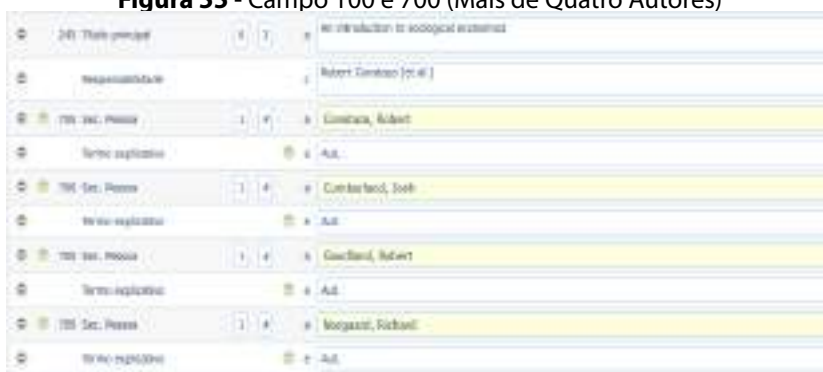 Figura 33 - Campo 100 e 700 (Mais de Quatro Autores)
245 Título principal a An introduction to ecological economics
Responsabilidade c Robert Costanza [et al.]
700 Sec. Pessoa 1 # a Costanza, Robert
Termo explicativo e Aut.
700 Sec. Pessoa 1 # a Cumberland, Josh
Termo explicativo e Aut.
700 Sec. Pessoa 1 # a Goodland, Robert
Termo explicativo e Aut.
700 Sec. Pessoa 1 # a Norgaard, Richard
Termo explicativo e Aut.